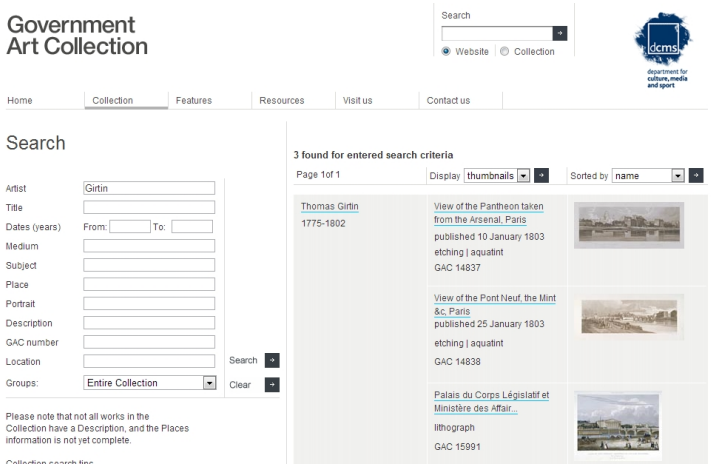 Government
Art Collection
Search
Website
Collection
dcms
department for
culture, media
and sport
Home Collection Features Resources Visit us Contact us
Search
Artist Girtin
Title
Dates (years) From: To:
Medium
Subject
Place
Portrait
Description
GAC number
Location
Search
Groups: Entire Collection
Clear
Please note that not all works in the
Collection have a Description, and the Places
information is not yet complete.
Collection search tips
3 found for entered search criteria
Page 1of 1 Display thumbnails Sorted by name
Thomas Girtin
1775-1802
View of the Pantheon taken
from the Arsenal, Paris
published 10 January 1803
etching | aquatint
GAC 14837
View of the Pont Neuf, the Mint
&c, Paris
published 25 January 1803
etching | aquatint
GAC 14838
Palais du Corps Législatif et
Ministère des Affair...
lithograph
GAC 15991